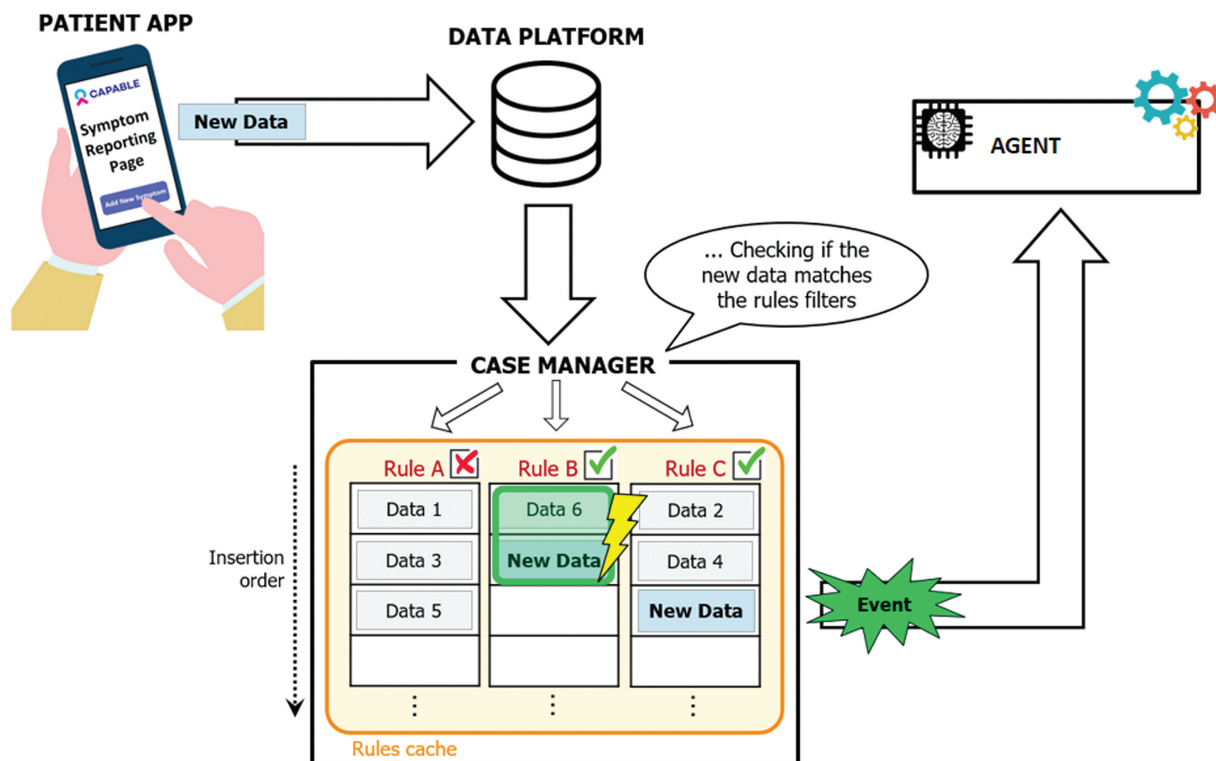 PATIENT APP
CAPABLE
Symptom
Reporting
Page
Add New Symptom
New Data
DATA PLATFORM
AGENT
... Checking if the
new data matches
the rules filters
CASE MANAGER
Insertion
order
Rule A
Rule B
Rule C
Data 1
Data 6
Data 2
Data 3
New Data
Data 4
Data 5
New Data
⋮
⋮
⋮
Rules cache
Event